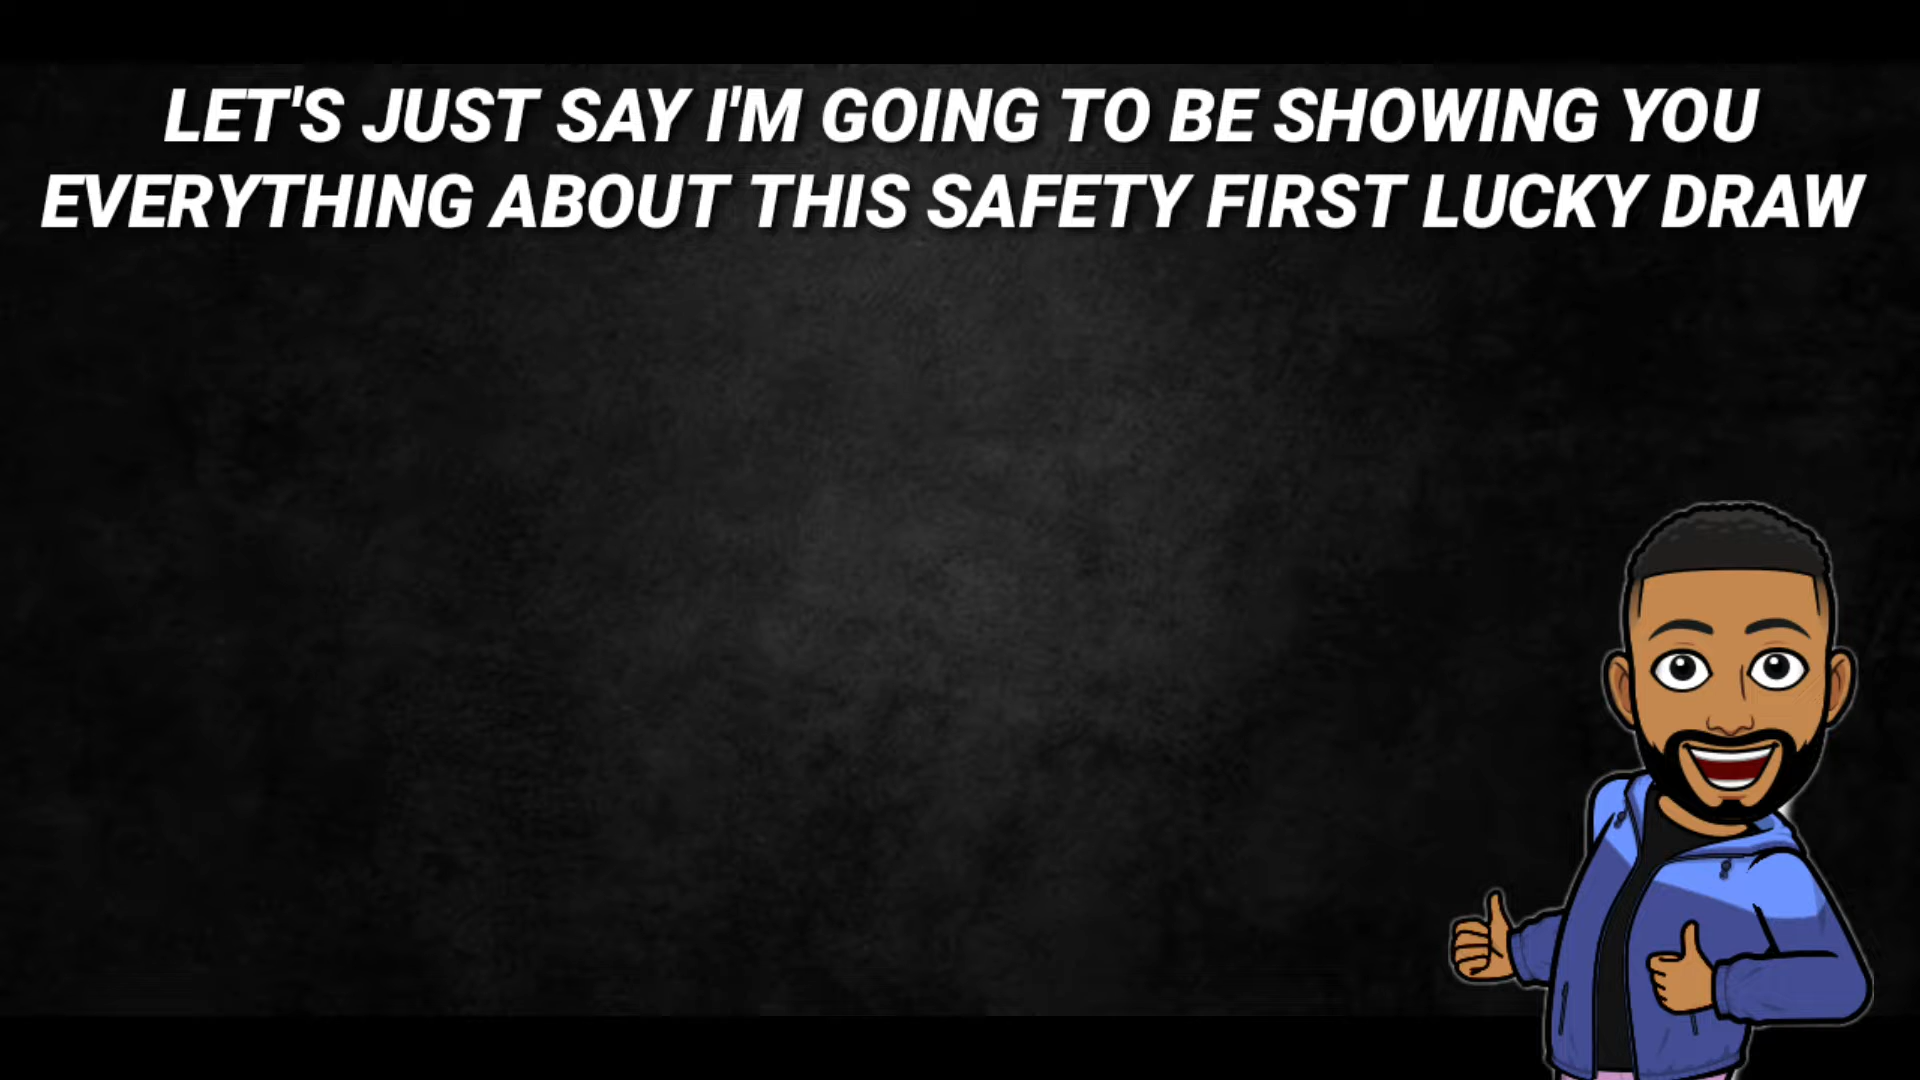 LET'S JUST SAY I'M GOING TO BE SHOWING YOU
EVERYTHING ABOUT THIS SAFETY FIRST LUCKY DRAW